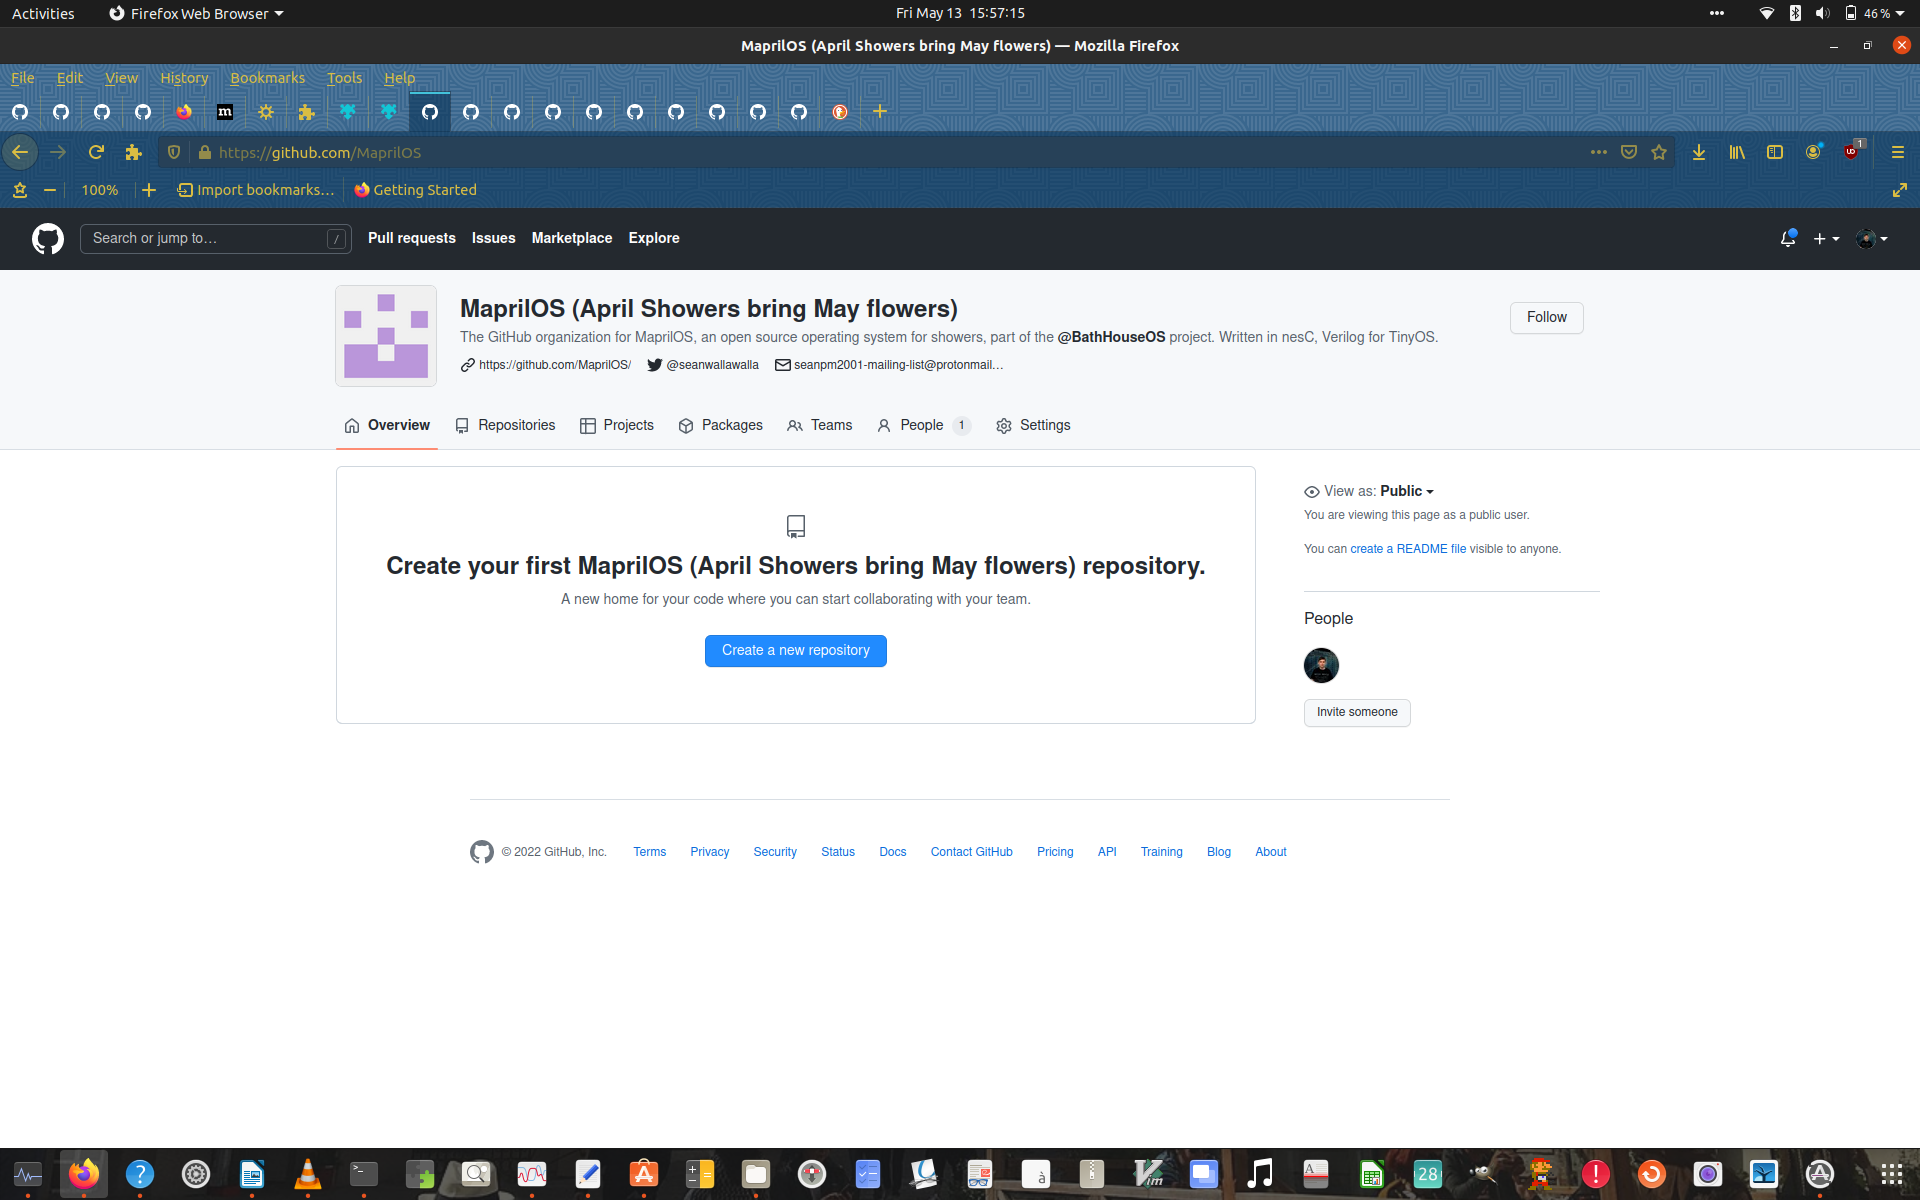 Activities Firefox Web Browser Fri May 13 15:57:15 46 %
MaprilOS (April Showers bring May flowers) — Mozilla Firefox
File Edit View History Bookmarks Tools Help
m
https://github.com/MaprilOS 1
100% Import bookmarks… Getting Started
Search or jump to… / Pull requests Issues Marketplace Explore
MaprilOS (April Showers bring May flowers)
Follow
The GitHub organization for MaprilOS, an open source operating system for showers, part of the @BathHouseOS project. Written in nesC, Verilog for TinyOS.
https://github.com/MaprilOS/ @seanwallawalla seanpm2001-mailing-list@protonmail…
Overview Repositories Projects Packages Teams People 1 Settings
View as: Public
You are viewing this page as a public user.
You can create a README file visible to anyone.
Create your first MaprilOS (April Showers bring May flowers) repository.
A new home for your code where you can start collaborating with your team.
Create a new repository
People
Invite someone
© 2022 GitHub, Inc. Terms Privacy Security Status Docs Contact GitHub Pricing API Training Blog About
? >_ à Vim A 28 !